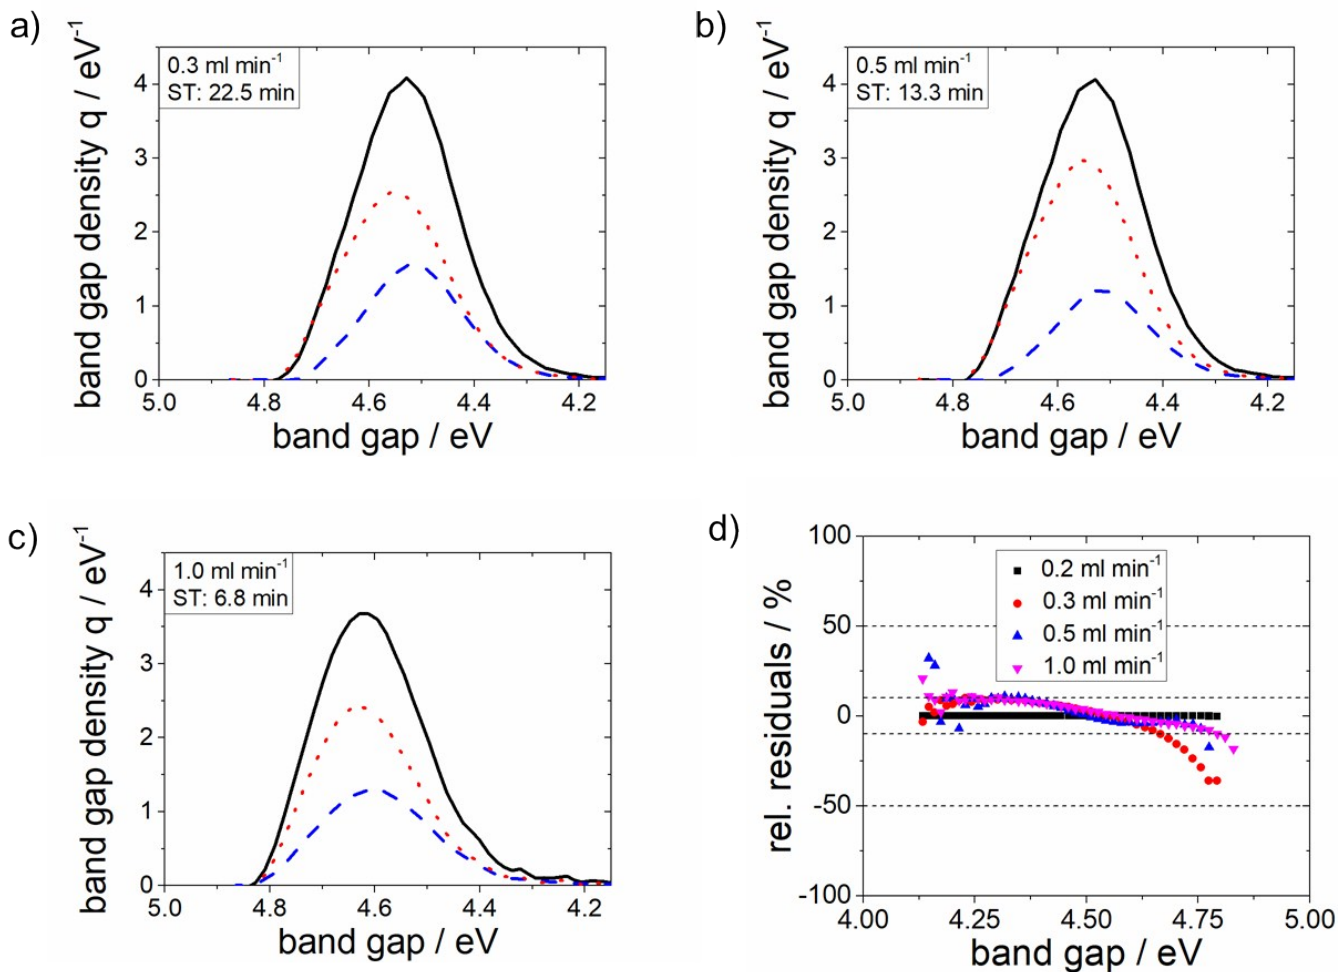 a)
0.3 ml min⁻¹
ST: 22.5 min
band gap density q / eV⁻¹
4
3
2
1
0
5.0 4.8 4.6 4.4 4.2
band gap / eV
b)
0.5 ml min⁻¹
ST: 13.3 min
band gap density q / eV⁻¹
4
3
2
1
0
5.0 4.8 4.6 4.4 4.2
band gap / eV
c)
1.0 ml min⁻¹
ST: 6.8 min
band gap density q / eV⁻¹
4
3
2
1
0
5.0 4.8 4.6 4.4 4.2
band gap / eV
d)
rel. residuals / %
100
50
0
-50
-100
0.2 ml min⁻¹
0.3 ml min⁻¹
0.5 ml min⁻¹
1.0 ml min⁻¹
4.00 4.25 4.50 4.75 5.00
band gap / eV